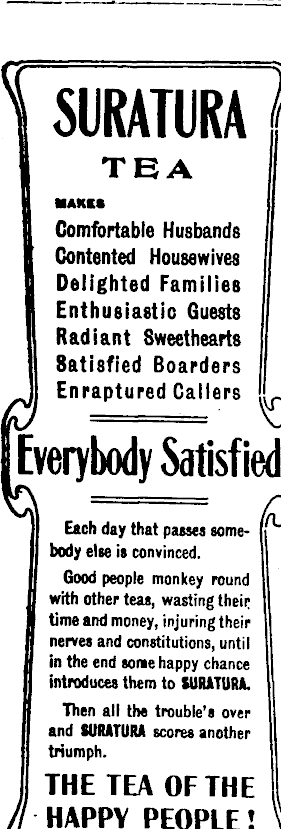 SURATURA
TEA
MAKES
Comfortable Husbands
Contented Housewives
Delighted Families
Enthusiastic Guests
Radiant Sweethearts
Satisfied Boarders
Enraptured Callers
Everybody Satisfied
Each day that passes some-
body else is convinced.
Good people monkey round
with other teas, wasting their
time and money, injuring their
nerves and constitutions, until
in the end some happy chance
introduces them to SURATURA.
Then all the trouble's over
and SURATURA scores another
triumph.
THE TEA OF THE
HAPPY PEOPLE!